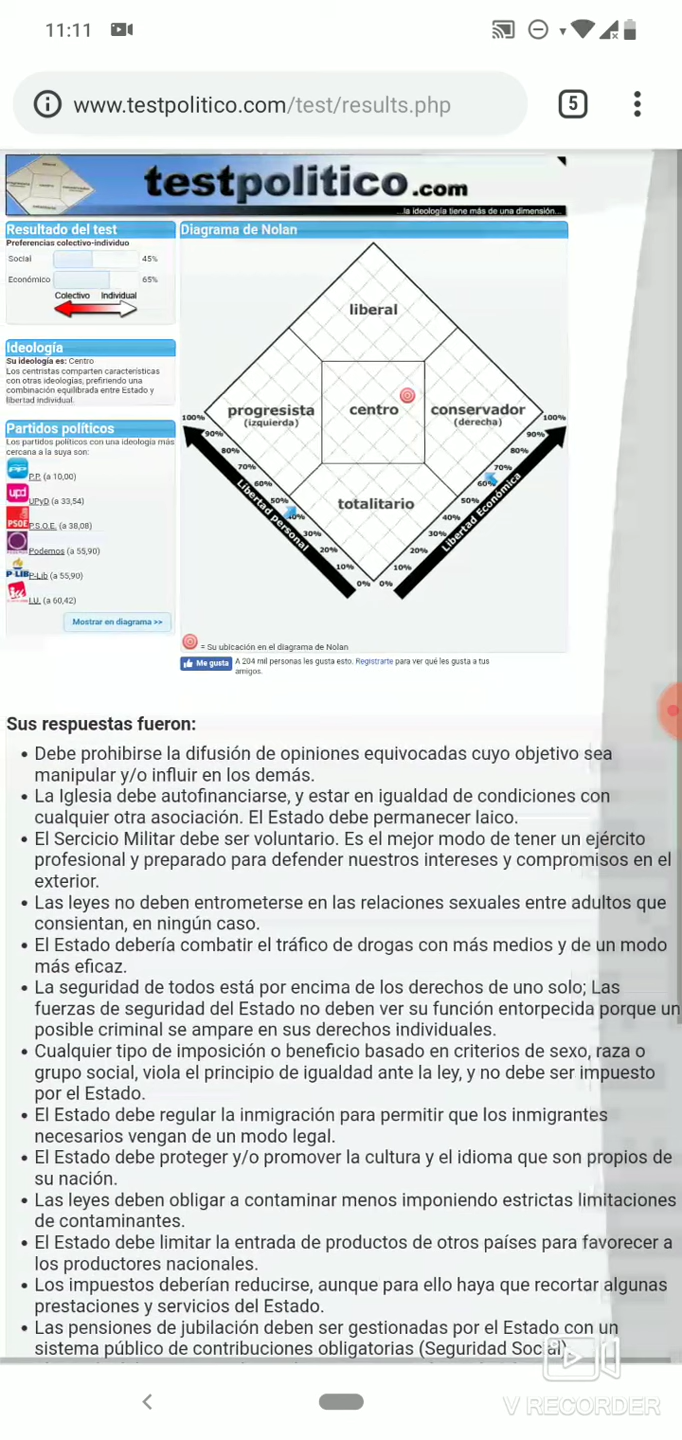 11:11
www.testpolitico.com/test/results.php
5
testpolitico.com
...la ideología tiene más de una dimensión...
Resultado del test
Preferencias colectivo-individuo
Social 45%
Económico 65%
Colectivo Individual
Ideología
Su ideología es: Centro
Los centristas comparten características
con otras ideologías, prefiriendo una
combinación equilibrada entre Estado y
libertad individual.
Partidos políticos
Los partidos políticos con una ideología más
cercana a la suya son:
P.P. (a 10,00)
upd
UPyD (a 33,54)
PSOE
P.S.O.E. (a 38,08)
Podemos (a 55,90)
P-LIB
P-Lib (a 55,90)
I.U. (a 60,42)
Mostrar en diagrama >>
Diagrama de Nolan
liberal
progresista
(izquierda)
centro
conservador
(derecha)
totalitario
100%
90%
80%
70%
60%
50%
40%
30%
20%
10%
0%
Libertad personal
100%
90%
80%
70%
60%
50%
40%
30%
20%
10%
0%
Libertad Económica
= Su ubicación en el diagrama de Nolan
Me gusta
A 204 mil personas les gusta esto. Registrarte para ver qué les gusta a tus
amigos.
Sus respuestas fueron:
• Debe prohibirse la difusión de opiniones equivocadas cuyo objetivo sea
manipular y/o influir en los demás.
• La Iglesia debe autofinanciarse, y estar en igualdad de condiciones con
cualquier otra asociación. El Estado debe permanecer laico.
• El Sercicio Militar debe ser voluntario. Es el mejor modo de tener un ejército
profesional y preparado para defender nuestros intereses y compromisos en el
exterior.
• Las leyes no deben entrometerse en las relaciones sexuales entre adultos que
consientan, en ningún caso.
• El Estado debería combatir el tráfico de drogas con más medios y de un modo
más eficaz.
• La seguridad de todos está por encima de los derechos de uno solo; Las
fuerzas de seguridad del Estado no deben ver su función entorpecida porque un
posible criminal se ampare en sus derechos individuales.
• Cualquier tipo de imposición o beneficio basado en criterios de sexo, raza o
grupo social, viola el principio de igualdad ante la ley, y no debe ser impuesto
por el Estado.
• El Estado debe regular la inmigración para permitir que los inmigrantes
necesarios vengan de un modo legal.
• El Estado debe proteger y/o promover la cultura y el idioma que son propios de
su nación.
• Las leyes deben obligar a contaminar menos imponiendo estrictas limitaciones
de contaminantes.
• El Estado debe limitar la entrada de productos de otros países para favorecer a
los productores nacionales.
• Los impuestos deberían reducirse, aunque para ello haya que recortar algunas
prestaciones y servicios del Estado.
• Las pensiones de jubilación deben ser gestionadas por el Estado con un
sistema público de contribuciones obligatorias (Seguridad Social).
V RECORDER